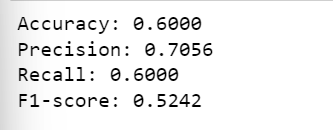 Accuracy: 0.6000
Precision: 0.7056
Recall: 0.6000
F1-score: 0.5242